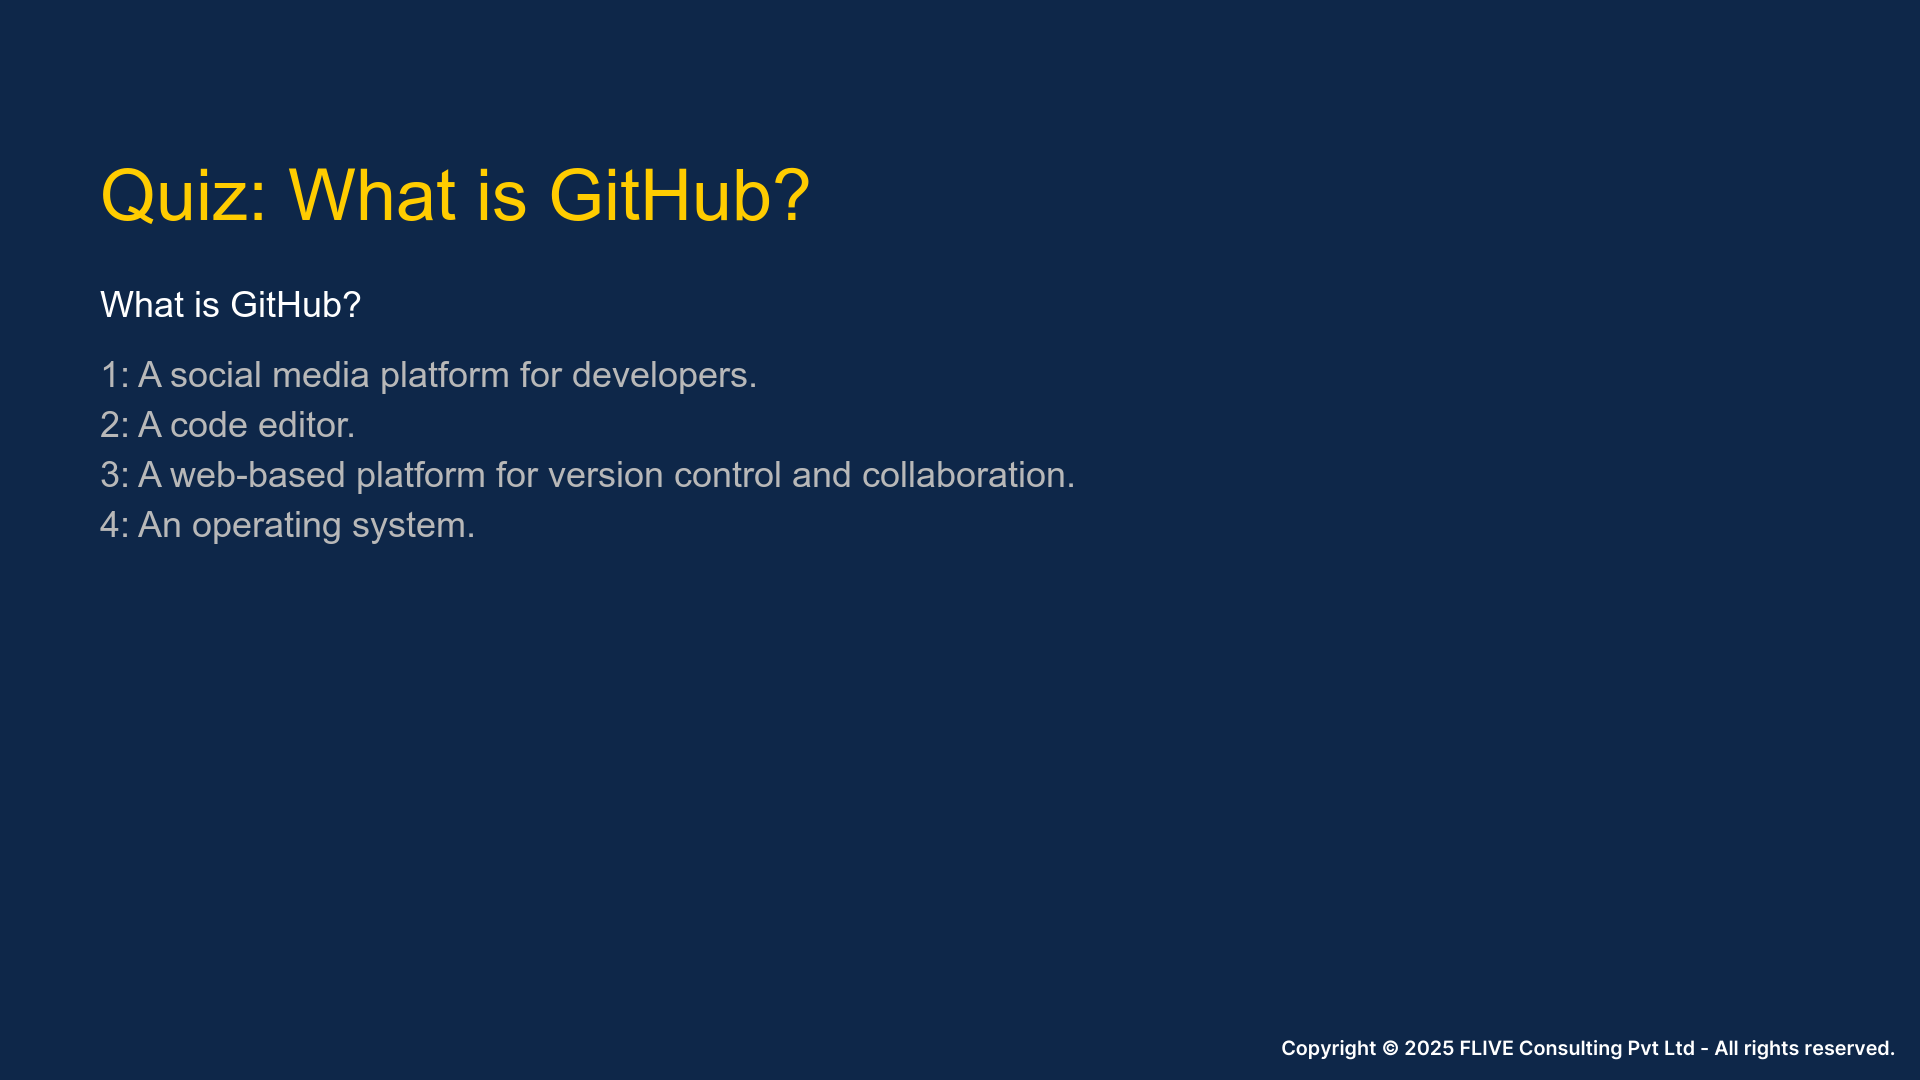 Quiz: What is GitHub?
What is GitHub?
1: A social media platform for developers.
2: A code editor.
3: A web-based platform for version control and collaboration.
4: An operating system.
Copyright © 2025 FLIVE Consulting Pvt Ltd - All rights reserved.